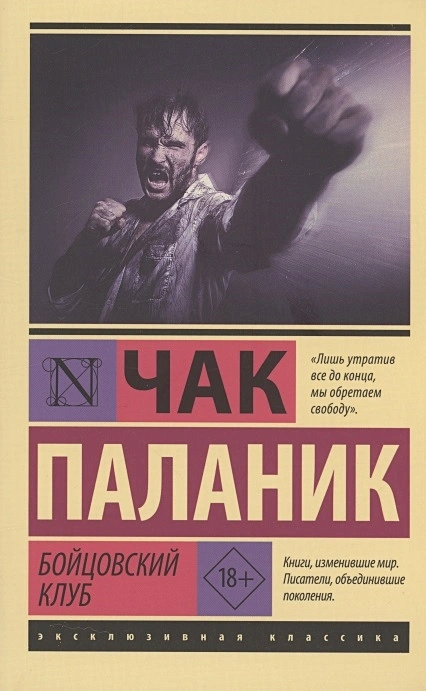 ЧАК
«Лишь утратив
все до конца,
мы обретаем
свободу».
ПАЛАНИК
БОЙЦОВСКИЙ
КЛУБ
18+
Книги, изменившие мир.
Писатели, объединившие
поколения.
эксклюзивная классика